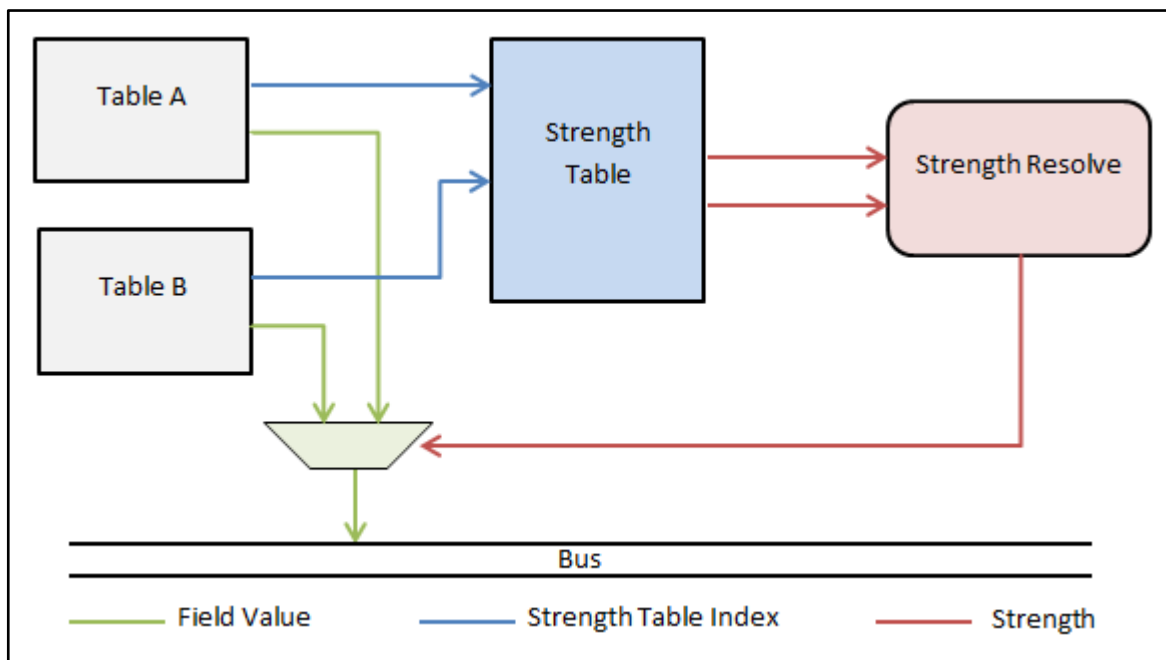 Table A
Strength
Table
Strength Resolve
Table B
Bus
Field Value
Strength Table Index
Strength